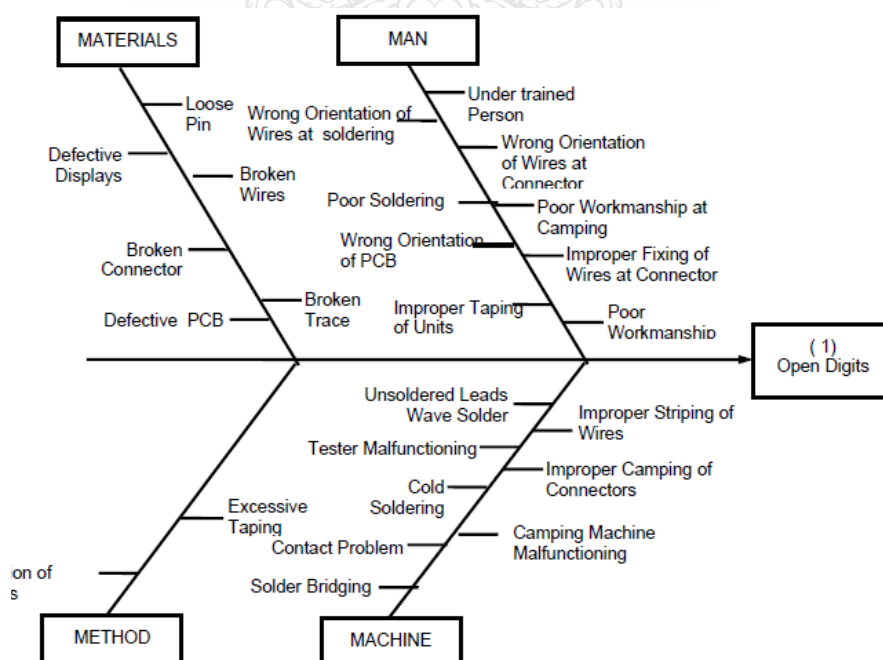 MATERIALS
MAN
Loose
Pin
Defective
Displays
Broken
Wires
Broken
Connector
Broken
Trace
Defective PCB
Under trained
Person
Wrong Orientation of
Wires at soldering
Wrong Orientation
of Wires at
Connector
Poor Soldering
Poor Workmanship at
Camping
Wrong Orientation
of PCB
Improper Fixing of
Wires at Connector
Improper Taping
of Units
Poor
Workmanship
( 1)
Open Digits
Unsoldered Leads
Wave Solder
Improper Striping of
Wires
Tester Malfunctioning
Improper Camping of
Connectors
Cold
Soldering
Excessive
Taping
Camping Machine
Malfunctioning
Contact Problem
Solder Bridging
of
METHOD
MACHINE